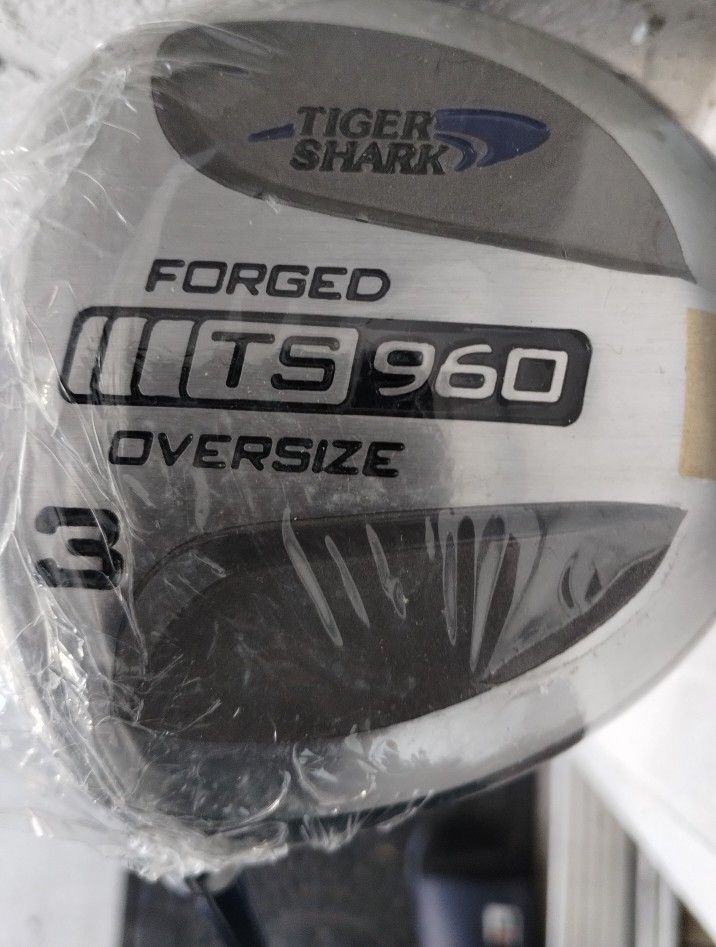 TIGER
SHARK
FORGED
TS 960
OVERSIZE
3